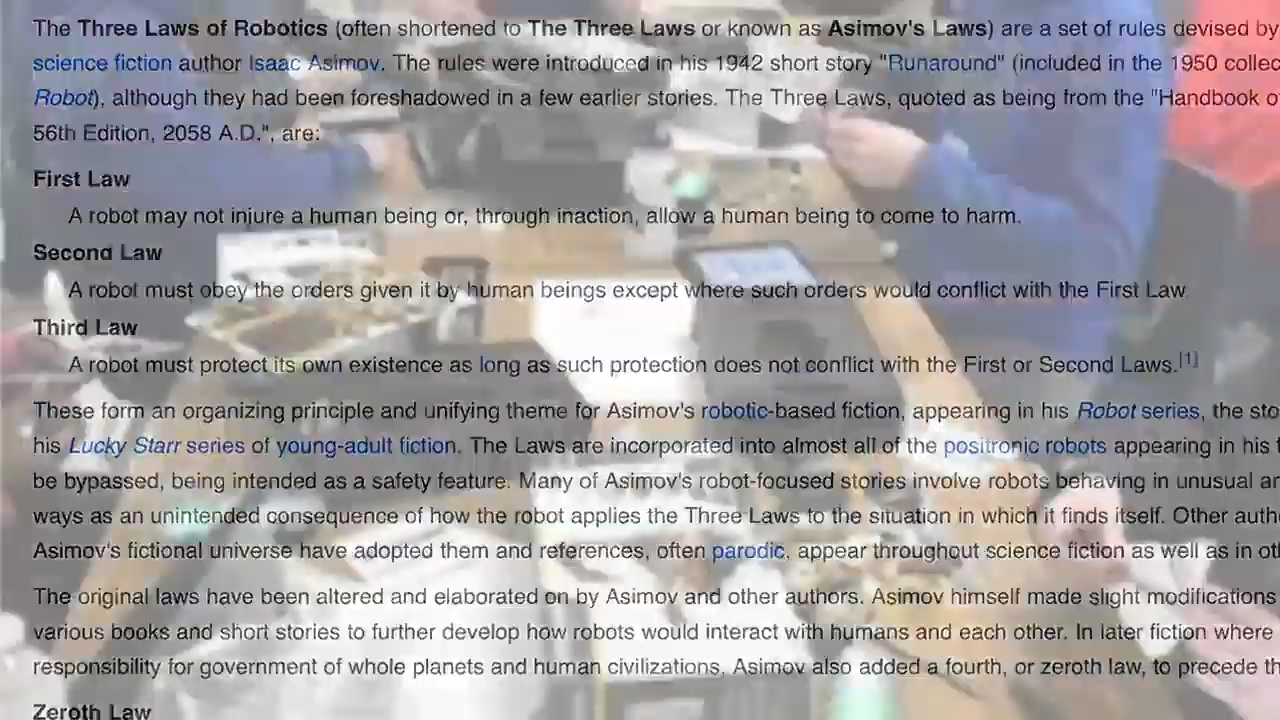 The Three Laws of Robotics (often shortened to The Three Laws or known as Asimov's Laws) are a set of rules devised by
science fiction author Isaac Asimov. The rules were introduced in his 1942 short story "Runaround" (included in the 1950 collec
Robot), although they had been foreshadowed in a few earlier stories. The Three Laws, quoted as being from the "Handbook o
56th Edition, 2058 A.D.", are:
First Law
A robot may not injure a human being or, through inaction, allow a human being to come to harm.
Second Law
A robot must obey the orders given it by human beings except where such orders would conflict with the First Law
Third Law
A robot must protect its own existence as long as such protection does not conflict with the First or Second Laws.[1]
These form an organizing principle and unifying theme for Asimov's robotic-based fiction, appearing in his Robot series, the sto
his Lucky Starr series of young-adult fiction. The Laws are incorporated into almost all of the positronic robots appearing in his
be bypassed, being intended as a safety feature. Many of Asimov's robot-focused stories involve robots behaving in unusual an
ways as an unintended consequence of how the robot applies the Three Laws to the situation in which it finds itself. Other auth
Asimov's fictional universe have adopted them and references, often parodic, appear throughout science fiction as well as in ot
The original laws have been altered and elaborated on by Asimov and other authors. Asimov himself made slight modifications
various books and short stories to further develop how robots would interact with humans and each other. In later fiction where
responsibility for government of whole planets and human civilizations, Asimov also added a fourth, or zeroth law, to precede th
Zeroth Law